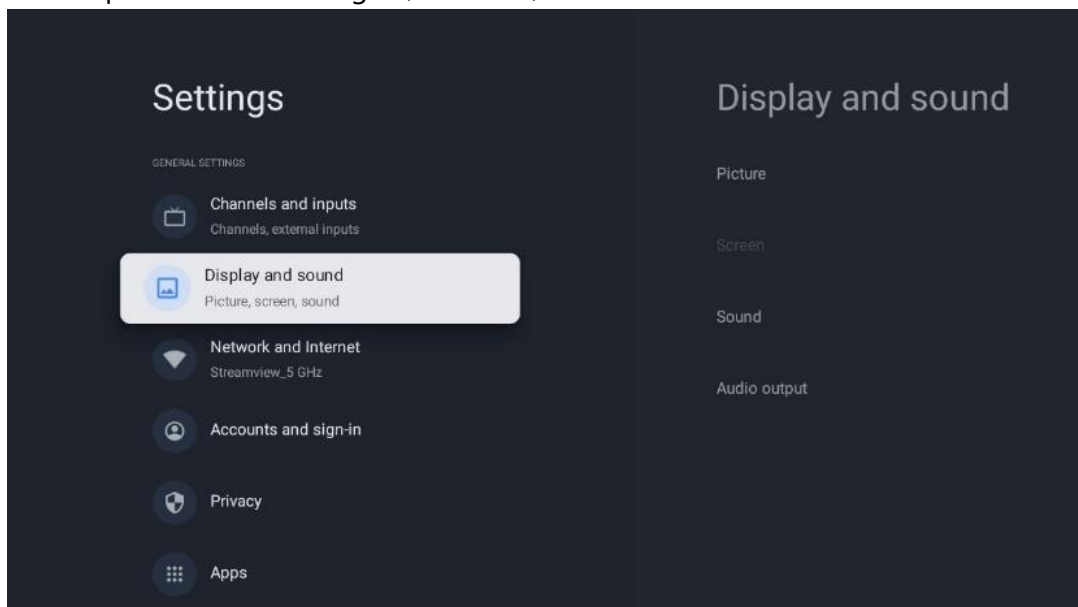 Settings
GENERAL SETTINGS
Channels and inputs
Channels, external inputs
Display and sound
Picture, screen, sound
Network and Internet
Streamview_5 GHz
Accounts and sign-in
Privacy
Apps
Display and sound
Picture
Screen
Sound
Audio output